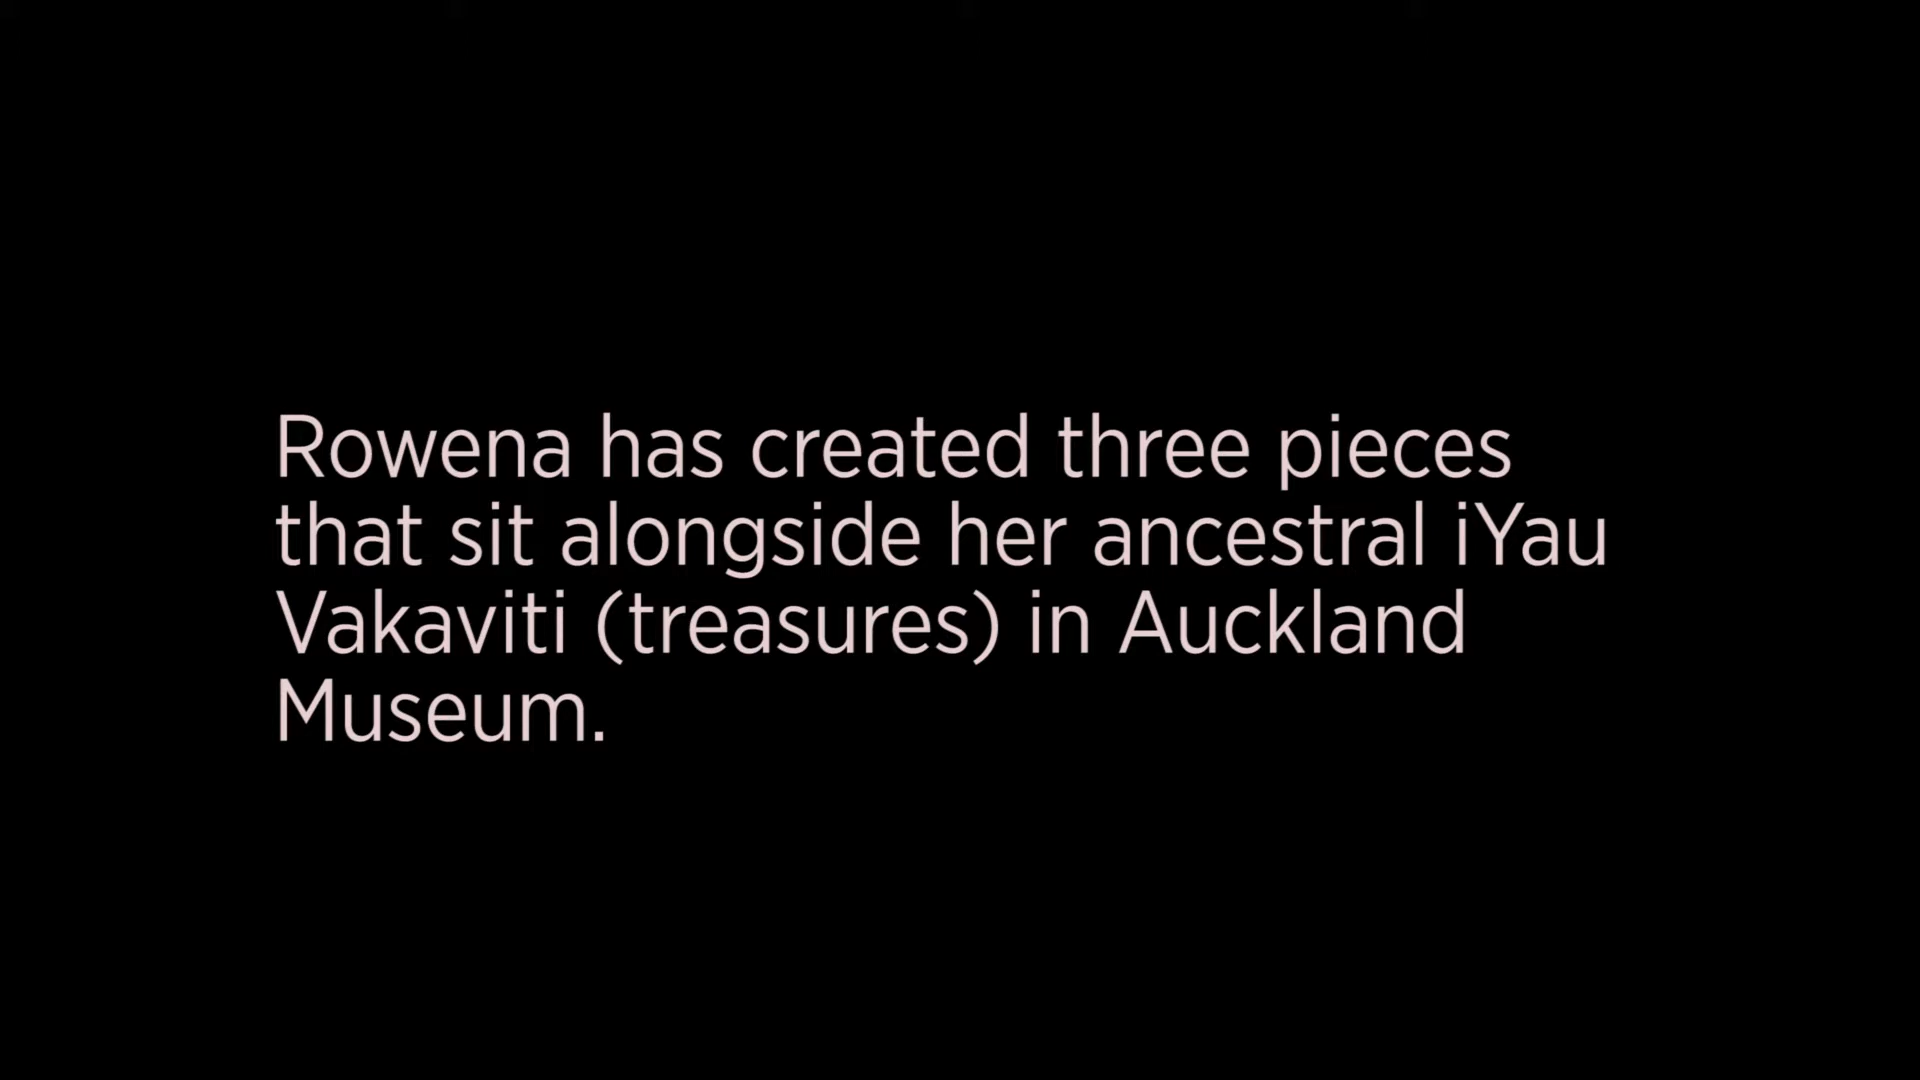 Rowena has created three pieces
that sit alongside her ancestral iYau
Vakaviti (treasures) in Auckland
Museum.